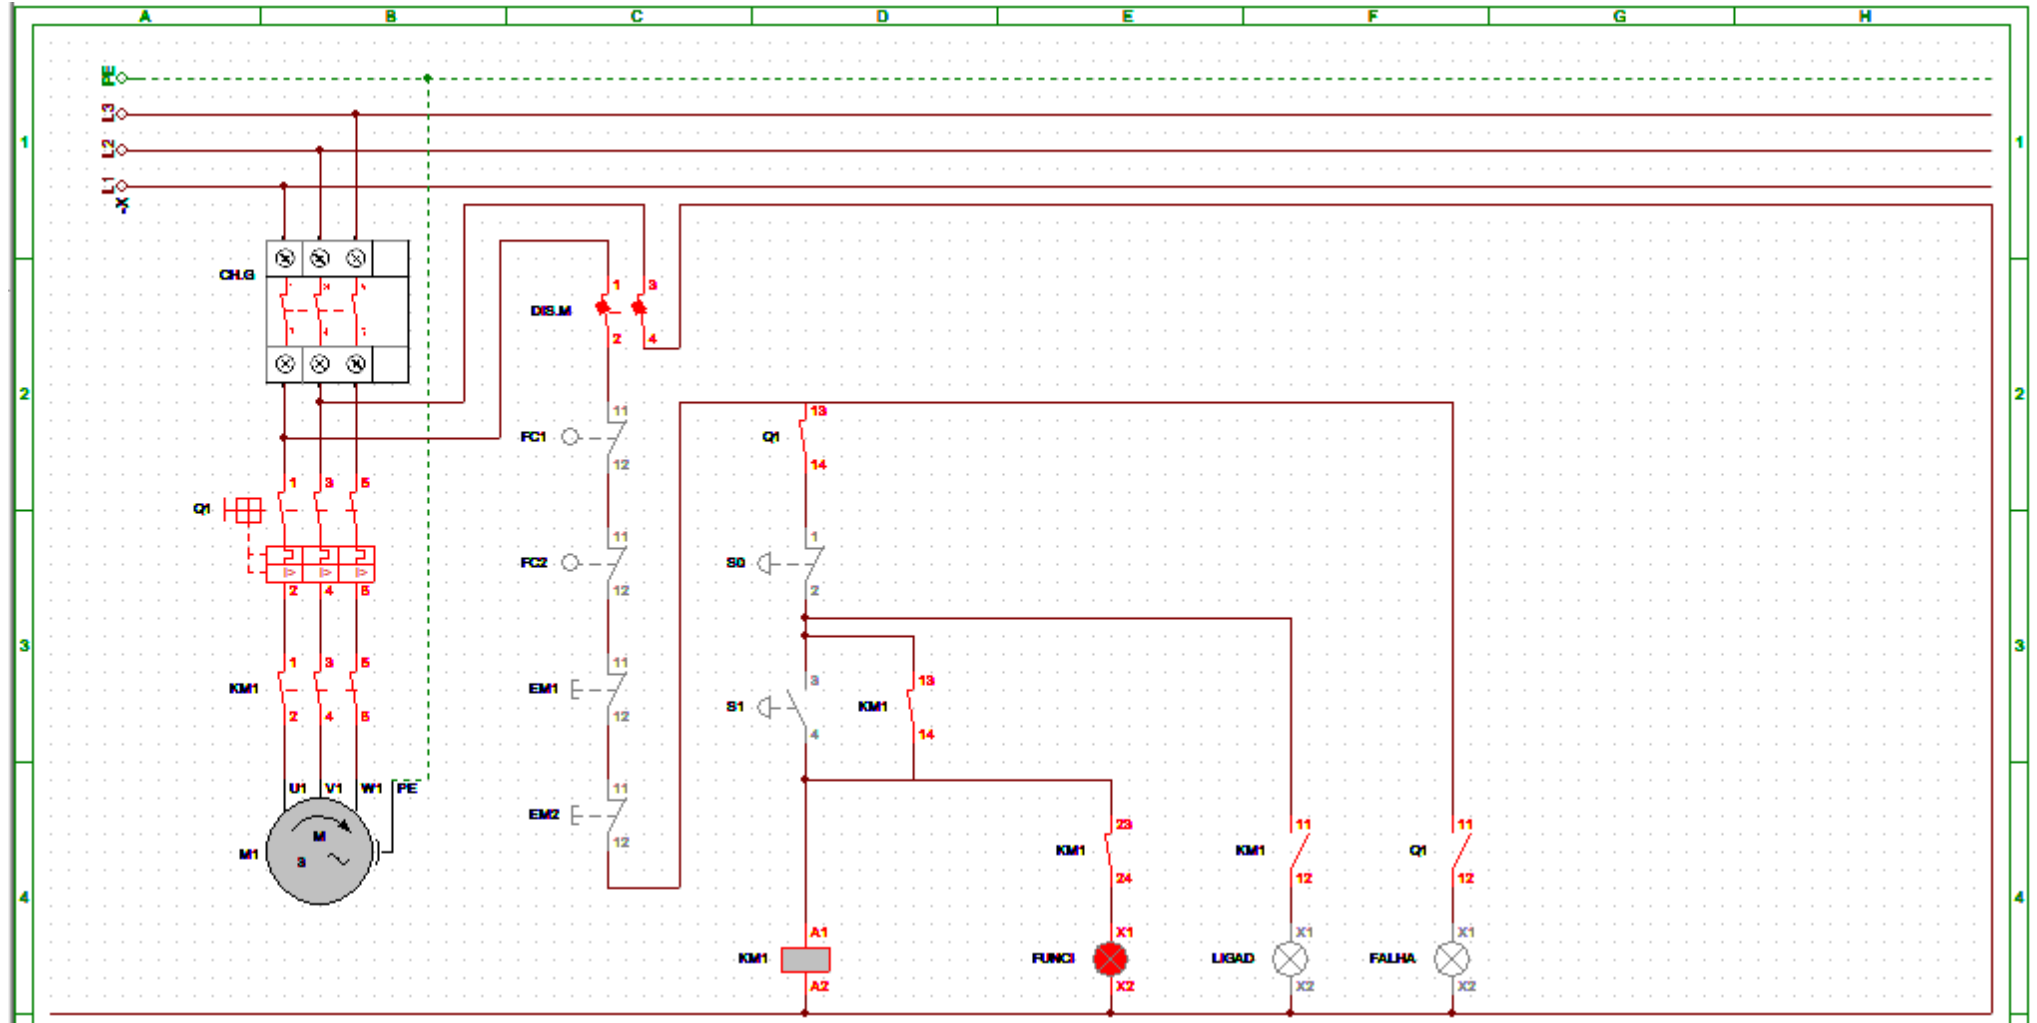 A B C D E F G H
PE
L3
1 1
L2
L1
-X
CH.G
1 3
DIS.M
2 4
2 2
11 13
FC1 Q1
12 14
1 3 5
Q1
11 1
FC2 S0
2 4 6 12 2
3 3
1 3 5 11 3 13
KM1 EM1 S1 KM1
2 4 6 12 4 14
U1 V1 W1 PE 11
EM2
M 23 11 11
M1 3 12 KM1 KM1 Q1
24 12 12
4 4
A1 X1 X1 X1
KM1 FUNCI LIGAD FALHA
A2 X2 X2 X2